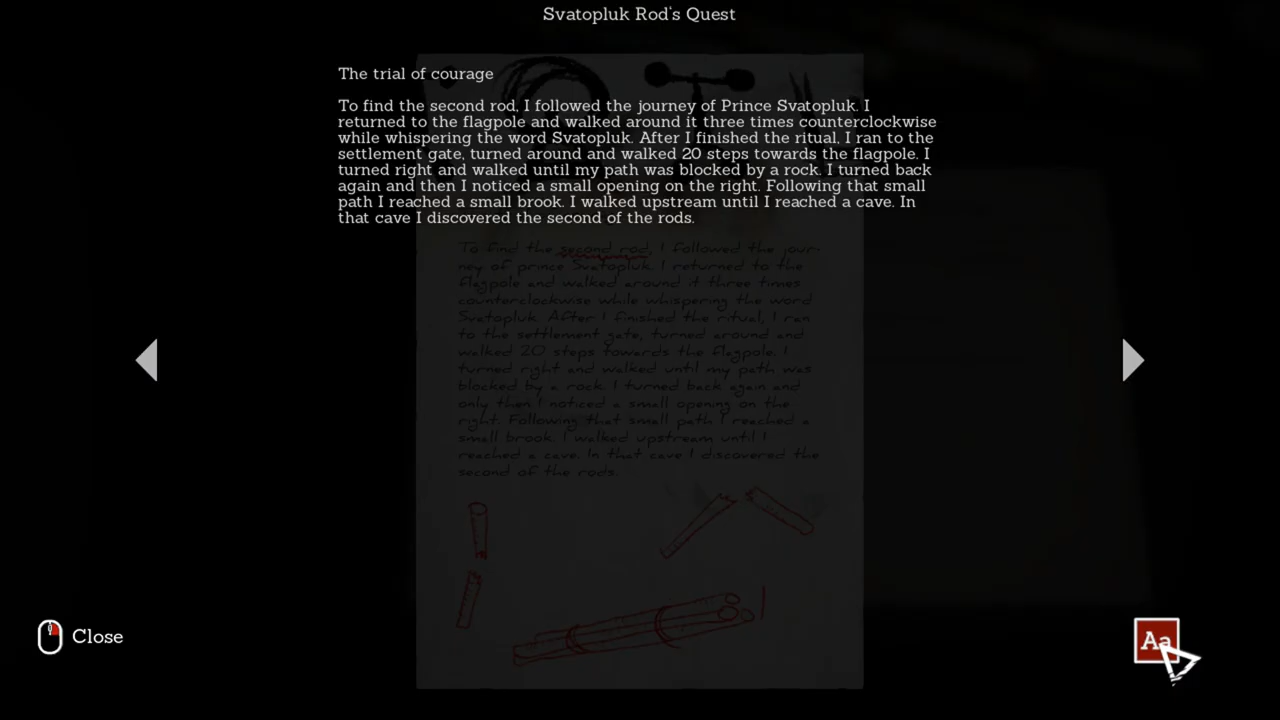 Svatopluk Rod's Quest
The trial of courage
To find the second rod, I followed the journey of Prince Svatopluk. I
returned to the flagpole and walked around it three times counterclockwise
while whispering the word Svatopluk. After I finished the ritual, I ran to the
settlement gate, turned around and walked 20 steps towards the flagpole. I
turned right and walked until my path was blocked by a rock. I turned back
again and then I noticed a small opening on the right. Following that small
path I reached a small brook. I walked upstream until I reached a cave. In
that cave I discovered the second of the rods.
To find the second rod, I followed the jour-
ney of prince Svatopluk. I returned to the
flagpole and walked around it three times
counterclockwise while whispering the word
Svatopluk. After I finished the ritual, I ran
to the settlement gate, turned around and
walked 20 steps towards the flagpole. I
turned right and walked until my path was
blocked by a rock. I turned back again and
only then I noticed a small opening on the
right. Following that small path I reached a
small brook. I walked upstream until I
reached a cave. In that cave I discovered the
second of the rods.
Close
Aa